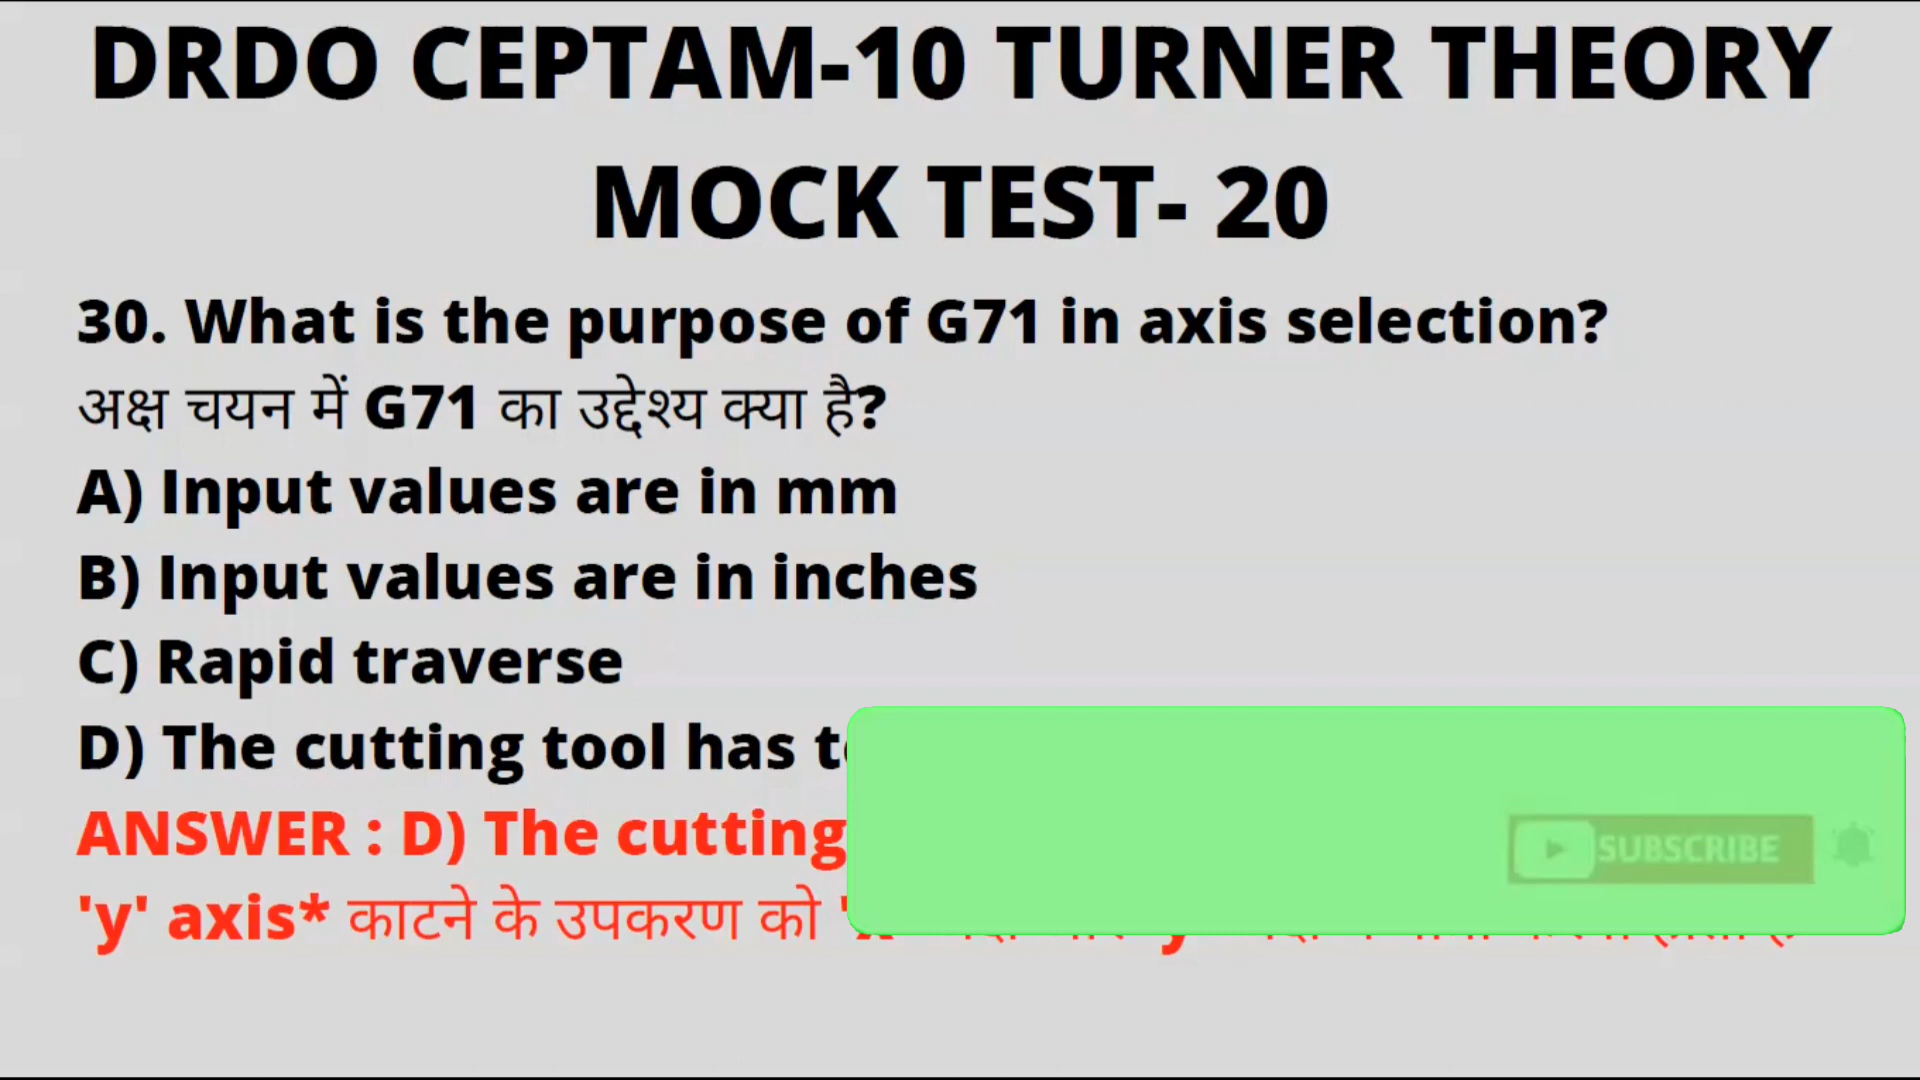 DRDO CEPTAM-10 TURNER THEORY
MOCK TEST- 20
30. What is the purpose of G71 in axis selection?
अक्ष चयन में G71 का उद्देश्य क्या है?
A) Input values are in mm
B) Input values are in inches
C) Rapid traverse
D) The cutting tool has
ANSWER : D) The cutting
SUBSCRIBE
'y' axis* काटने के उपकरण को